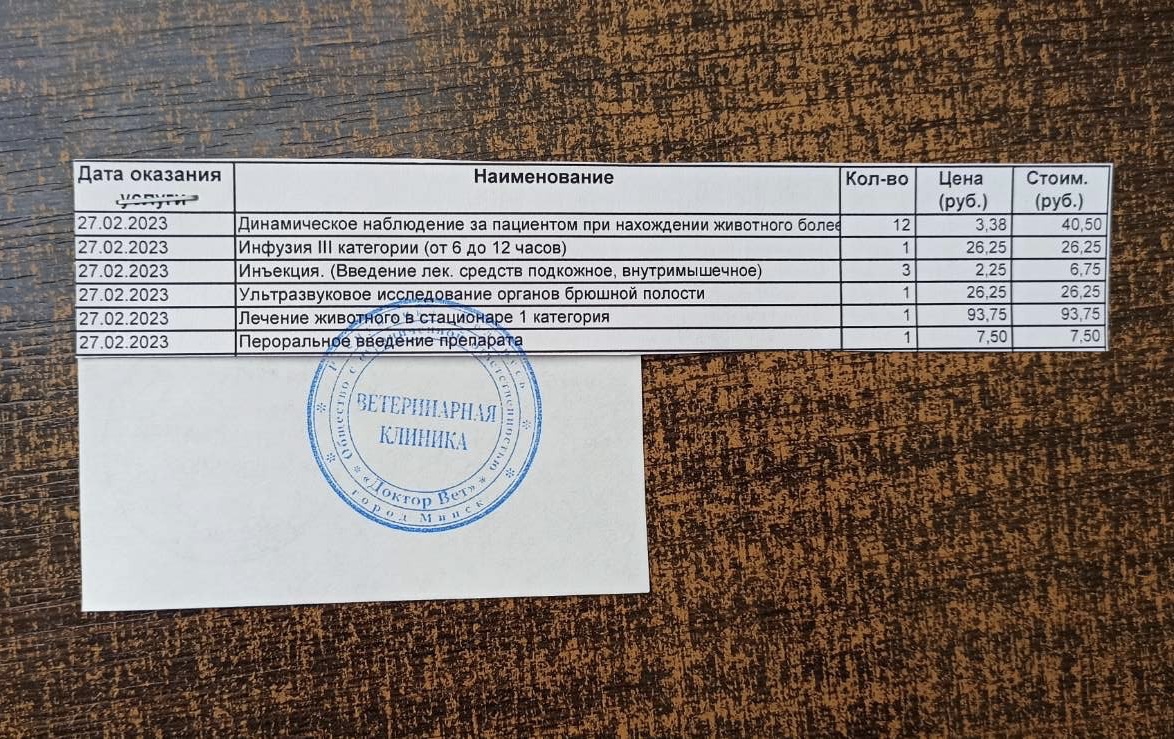 Дата оказания услуги Наименование Кол-во Цена (руб.) Стоим. (руб.)
27.02.2023 Динамическое наблюдение за пациентом при нахождении животного более 12 3,38 40,50
27.02.2023 Инфузия III категории (от 6 до 12 часов) 1 26,25 26,25
27.02.2023 Инъекция. (Введение лек. средств подкожное, внутримышечное) 3 2,25 6,75
27.02.2023 Ультразвуковое исследование органов брюшной полости 1 26,25 26,25
27.02.2023 Лечение животного в стационаре 1 категория 1 93,75 93,75
27.02.2023 Пероральное введение препарата 1 7,50 7,50
Общество с ответственностью
ВЕТЕРИНАРНАЯ
КЛИНИКА
«Доктор Вет»
город Минск